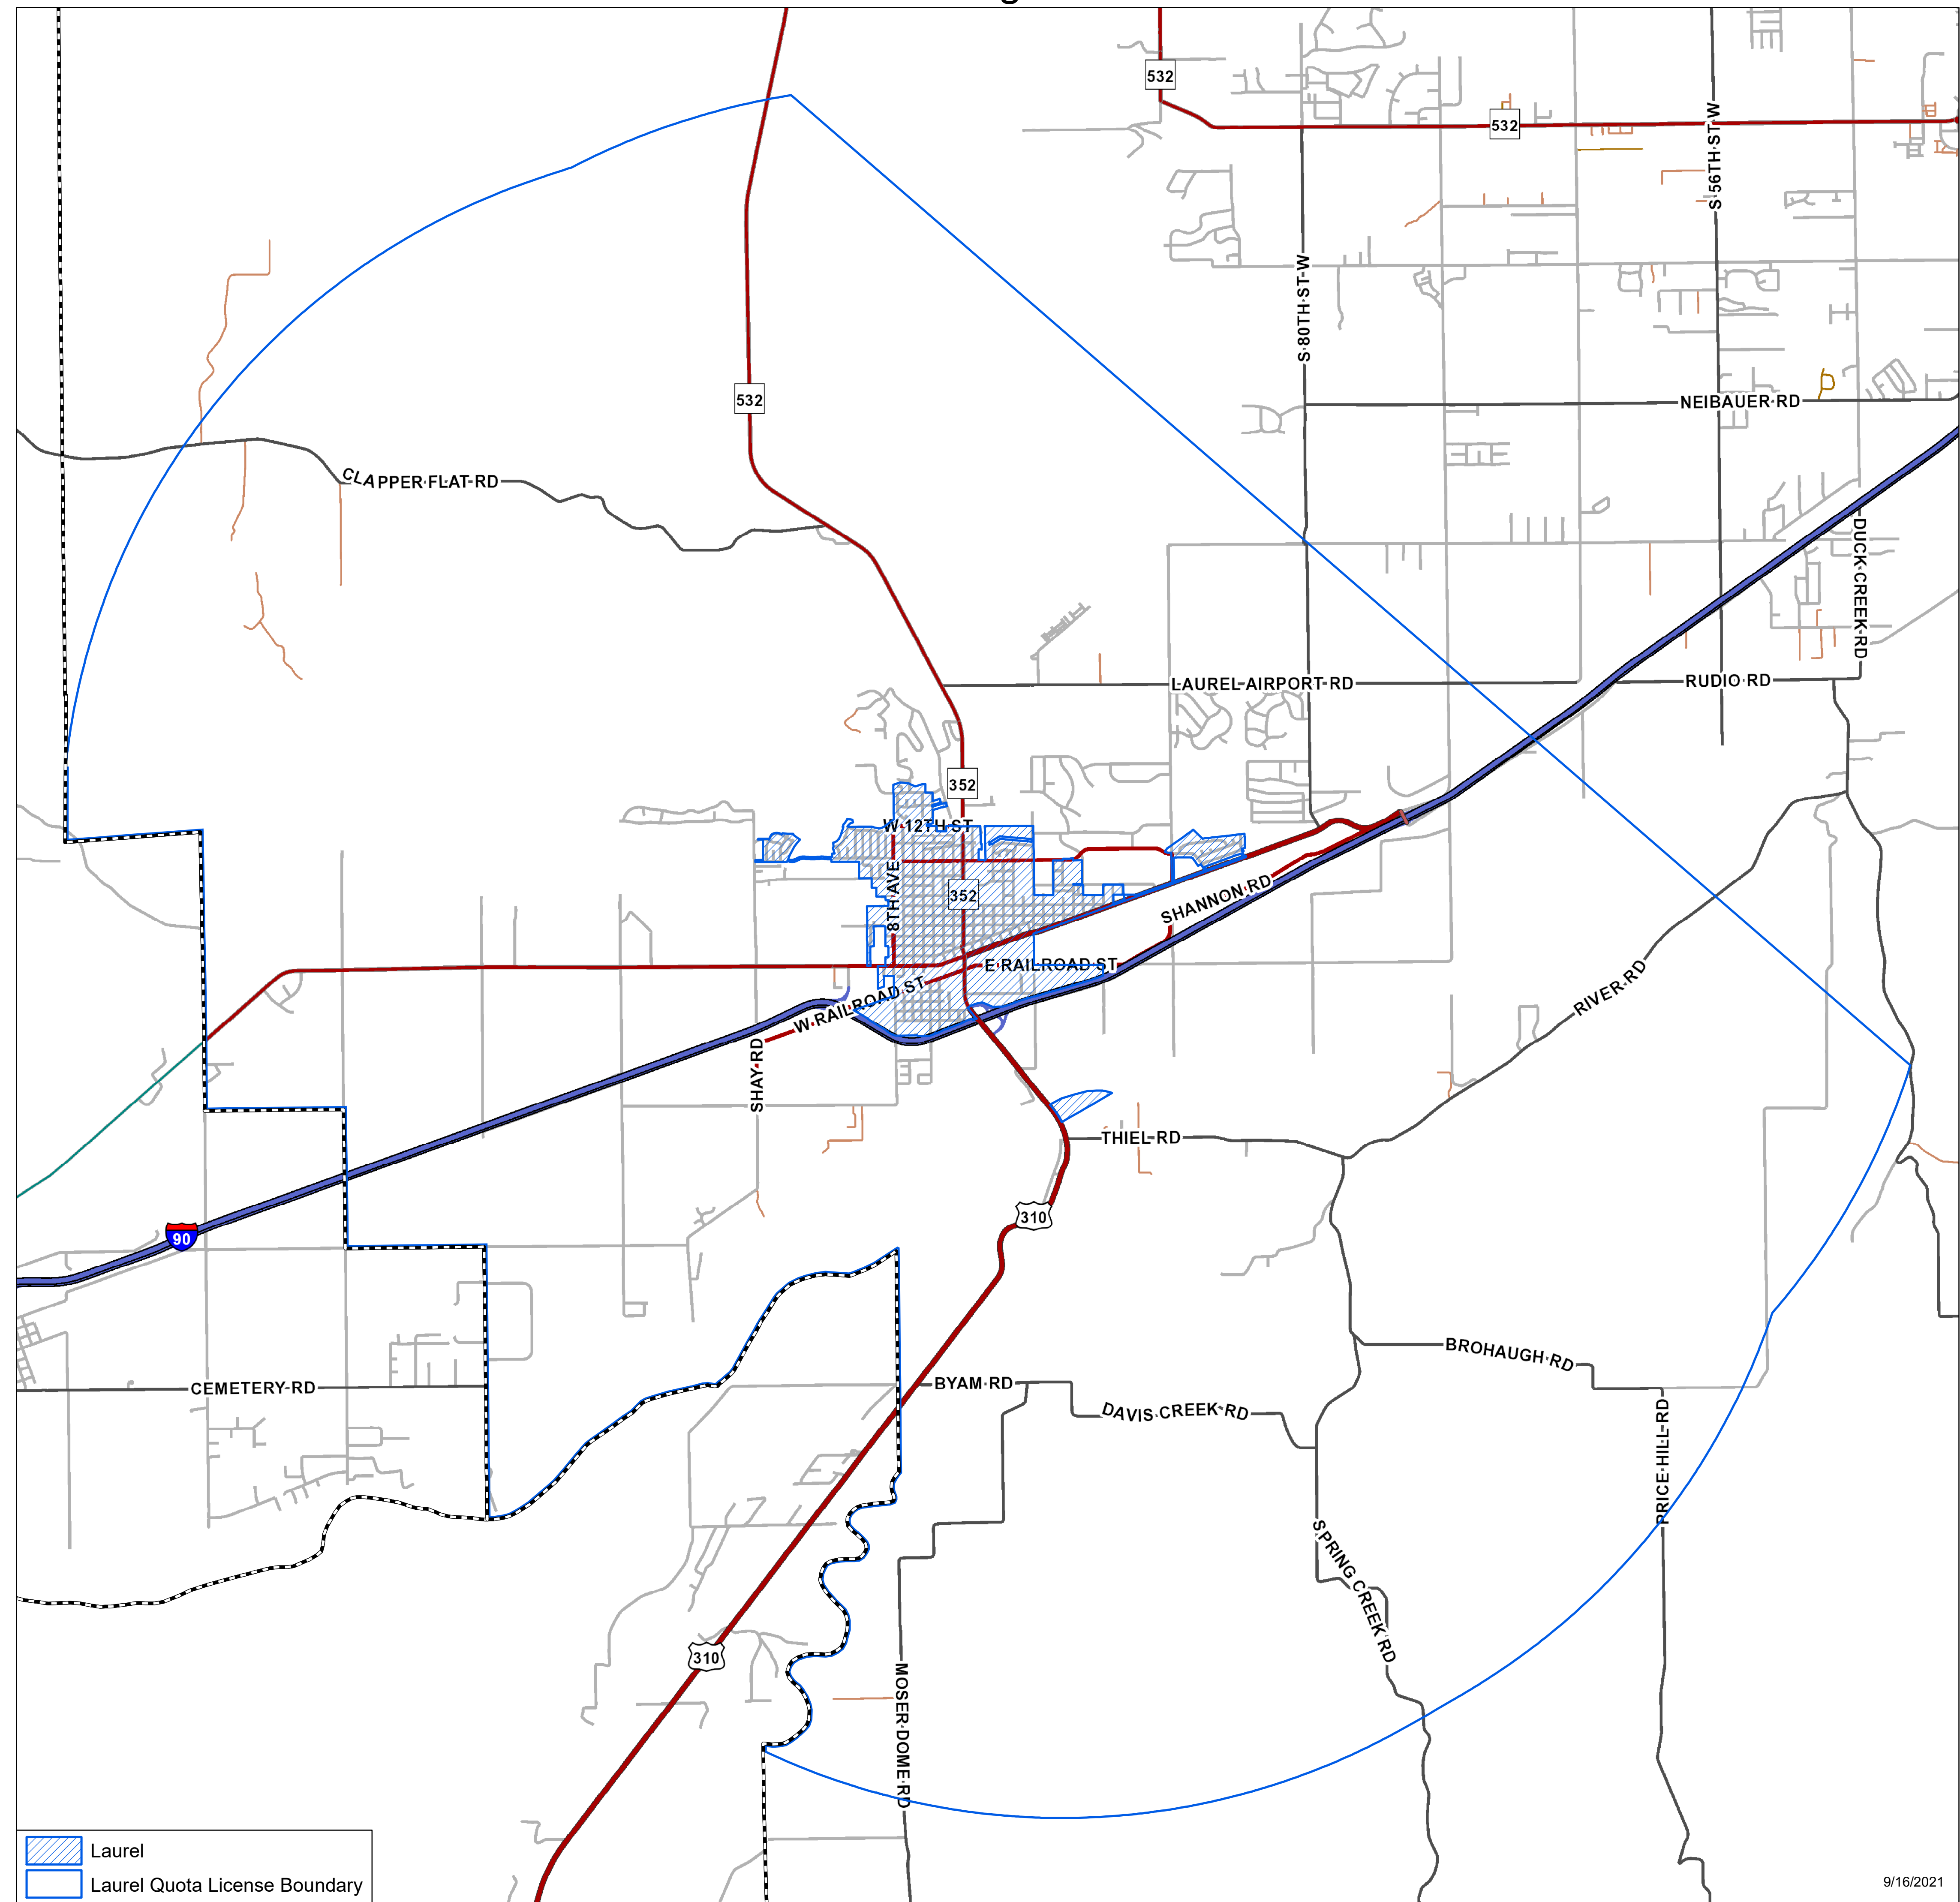 532
532
S 56TH ST W
S 80TH ST W
532
NEIBAUER RD
CLAPPER FLAT RD
DUCK CREEK RD
LAUREL AIRPORT RD
RUDIO RD
352
W 12TH ST
8TH AVE
352
SHANNON RD
E RAILROAD ST
W RAILROAD ST
RIVER RD
SHAY RD
THIEL RD
310
90
BROHAUGH RD
BYAM RD
CEMETERY RD
DAVIS CREEK RD
PRICE HILL RD
SPRING CREEK RD
310
MOSER DOME RD
Laurel
Laurel Quota License Boundary
9/16/2021